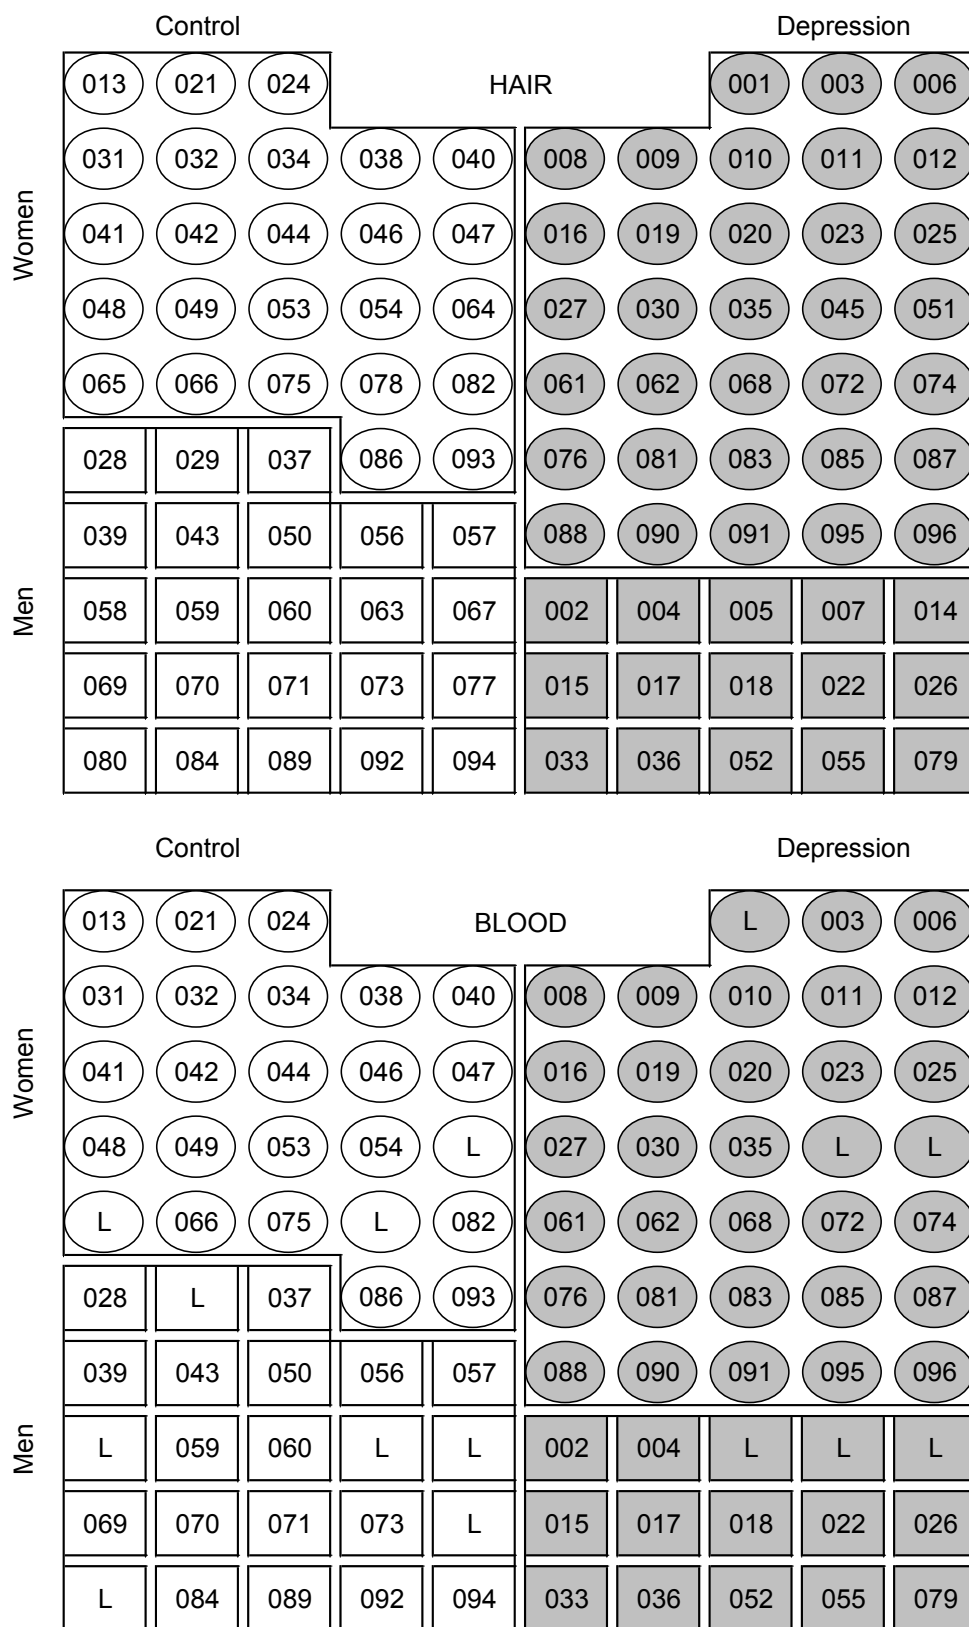 Control Depression
013 021 024 HAIR 001 003 006
031 032 034 038 040 008 009 010 011 012
Women
041 042 044 046 047 016 019 020 023 025
048 049 053 054 064 027 030 035 045 051
065 066 075 078 082 061 062 068 072 074
028 029 037 086 093 076 081 083 085 087
039 043 050 056 057 088 090 091 095 096
Men
058 059 060 063 067 002 004 005 007 014
069 070 071 073 077 015 017 018 022 026
080 084 089 092 094 033 036 052 055 079
Control Depression
013 021 024 BLOOD L 003 006
031 032 034 038 040 008 009 010 011 012
Women
041 042 044 046 047 016 019 020 023 025
048 049 053 054 L 027 030 035 L L
L 066 075 L 082 061 062 068 072 074
028 L 037 086 093 076 081 083 085 087
039 043 050 056 057 088 090 091 095 096
Men
L 059 060 L L 002 004 L L L
069 070 071 073 L 015 017 018 022 026
L 084 089 092 094 033 036 052 055 079